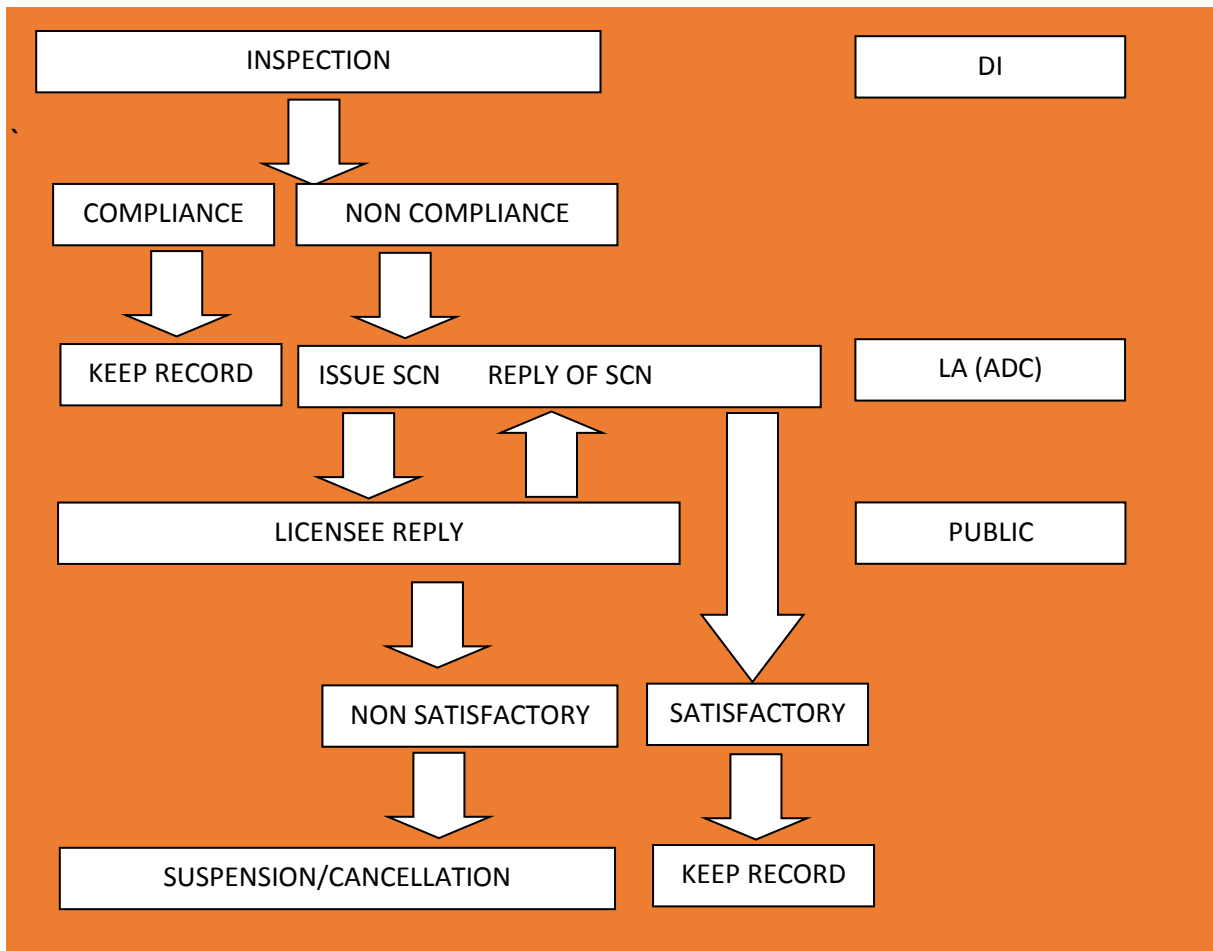 INSPECTION
DI
`
COMPLIANCE
NON COMPLIANCE
KEEP RECORD
ISSUE SCN REPLY OF SCN
LA (ADC)
LICENSEE REPLY
PUBLIC
NON SATISFACTORY
SATISFACTORY
SUSPENSION/CANCELLATION
KEEP RECORD